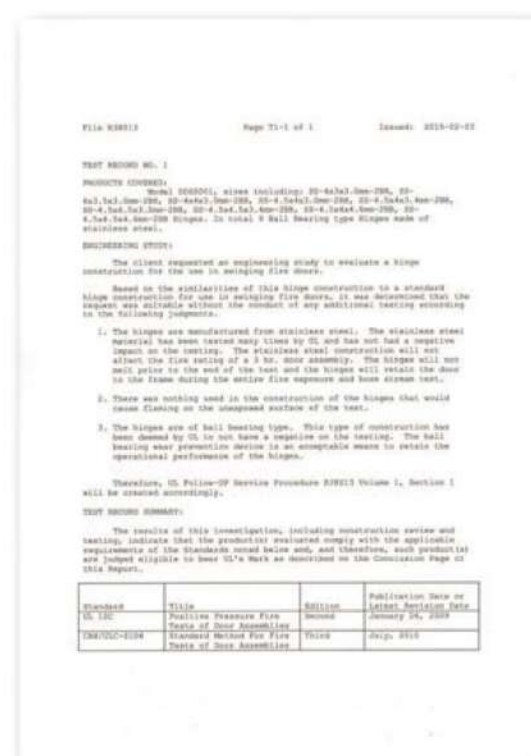 Page T1-1 of 1
Issued: 2015-02-03
TEST RECORD NO. 1
PRODUCTS COVERED:
stainless steel.
ENGINEERING STUDY:
The client requested an engineering study to evaluate a hinge
construction for the use in swinging fire doors.
Based on the similarities of this hinge construction to a standard
hinge construction for use in swinging fire doors, it was determined that the
request was suitable without the conduct of any additional testing according
to the following judgments.
1. The hinges are manufactured from stainless steel. The stainless steel
material has been tested many times by UL and has not had a negative
impact on the testing. The stainless steel construction will not
affect the fire rating of a 3 hr. door assembly. The hinges will not
melt prior to the end of the test and the hinges will retain the door
to the frame during the entire fire exposure and hose stream test.
2. There was nothing used in the construction of the hinges that would
cause flaming on the unexposed surface of the test.
3. The hinges are of ball bearing type. This type of construction has
been deemed by UL to not have a negative on the testing. The ball
bearing wear prevention device is an acceptable means to retain the
operational performance of the hinges.
Therefore, UL Follow-UP Service Procedure Volume 1, Section 1
will be created accordingly.
TEST RECORD SUMMARY:
The results of this investigation, including construction review and
testing, indicate that the product(s) evaluated comply with the applicable
requirements of the Standards noted below and, and therefore, such product(s)
are judged eligible to bear UL's Mark as described on the Conclusion Page of
this Report.
Standard Title Edition Publication Date or Latest Revision Date
UL 10C Positive Pressure Fire Tests of Door Assemblies Second January 26, 2009
CAN/ULC-S104 Standard Method For Fire Tests of Door Assemblies Third July, 2010